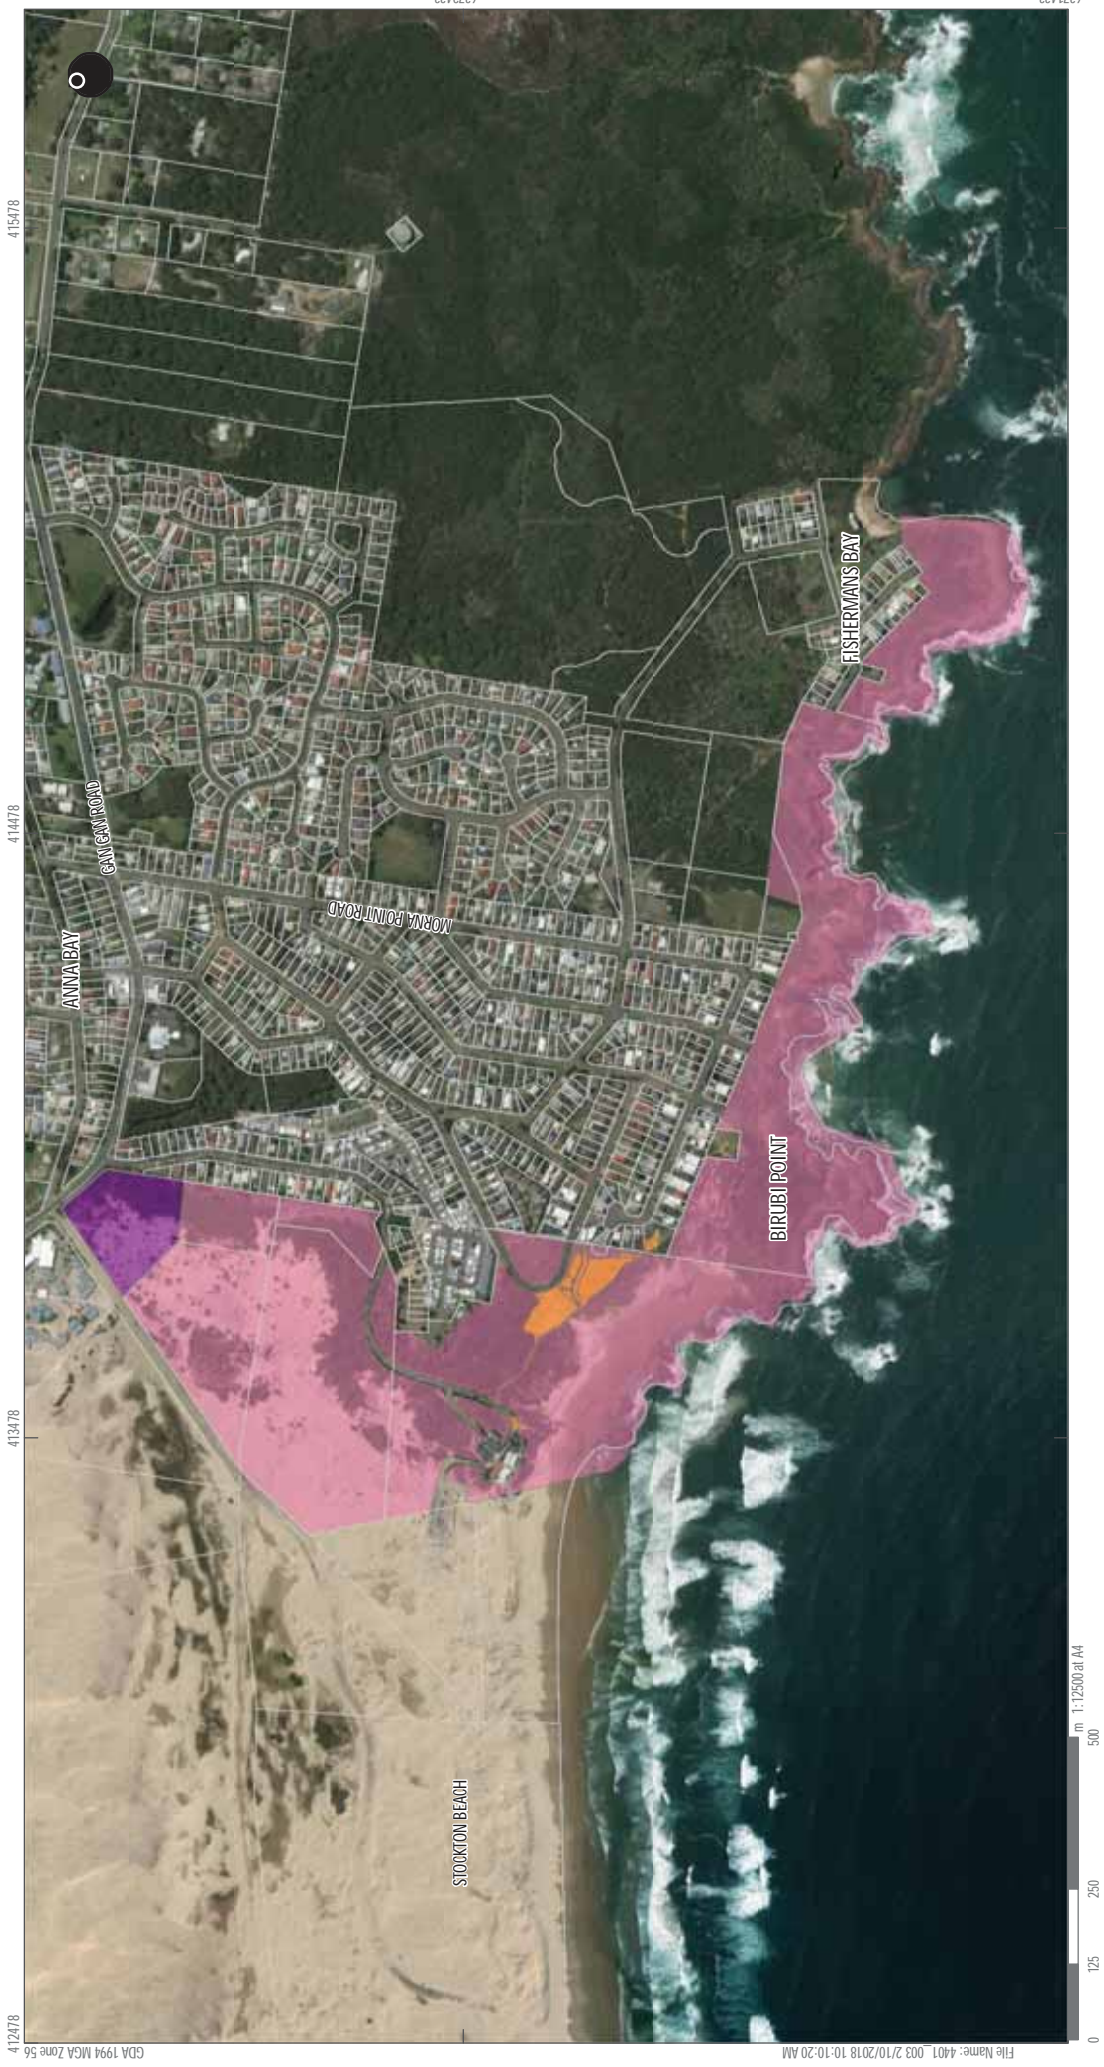 GDA 1994 MGA Zone 56
412478
413478
414478
415478
ANNA BAY
GAN GAN ROAD
MORNA POINT ROAD
FISHERMANS BAY
BIRUBI POINT
STOCKTON BEACH
0 125 250 500
m 1:12500 at A4
File Name: 4401_003 2/10/2018 10:10:20 AM